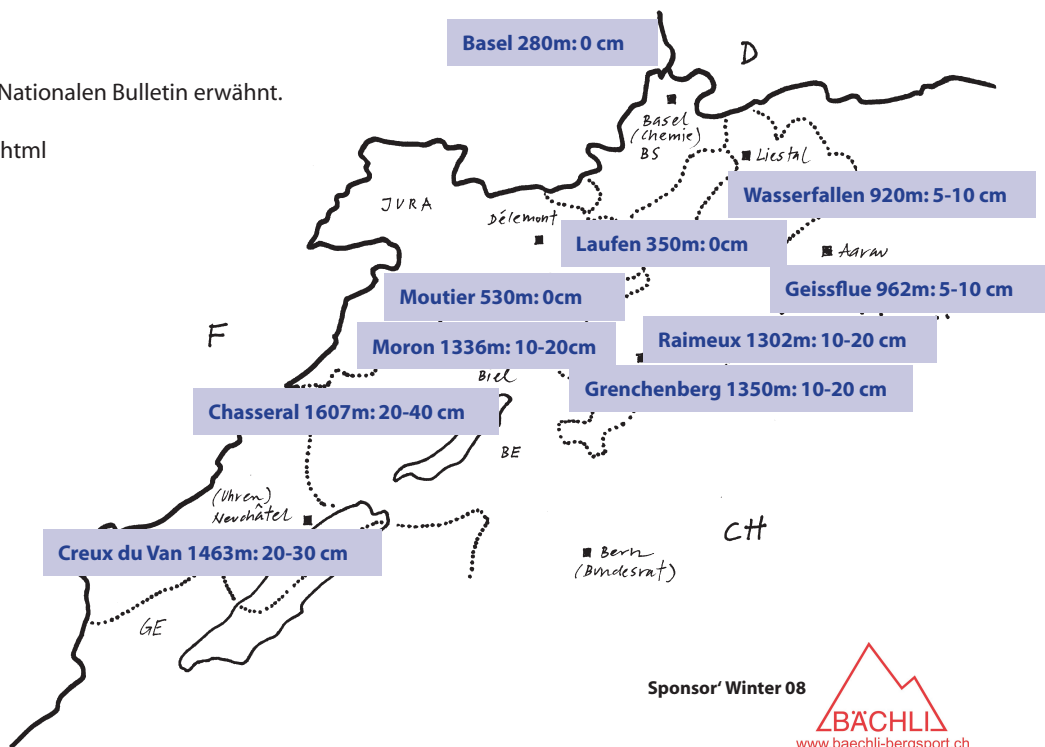 Basel 280m: 0 cm
D
Nationalen Bulletin erwähnt.
html
Basel
(Chemie)
BS
Liestal
Wasserfallen 920m: 5-10 cm
JURA
Délemont
Laufen 350m: 0cm
Aarau
Moutier 530m: 0cm
Geissflue 962m: 5-10 cm
F
Moron 1336m: 10-20cm
Raimeux 1302m: 10-20 cm
Biel
Grenchenberg 1350m: 10-20 cm
Chasseral 1607m: 20-40 cm
BE
(Uhren)
Neuchâtel
CH
Creux du Van 1463m: 20-30 cm
Bern
(Bundesrat)
GE
Sponsor‘ Winter 08
BÄCHLI
www.baechli-bergsport.ch